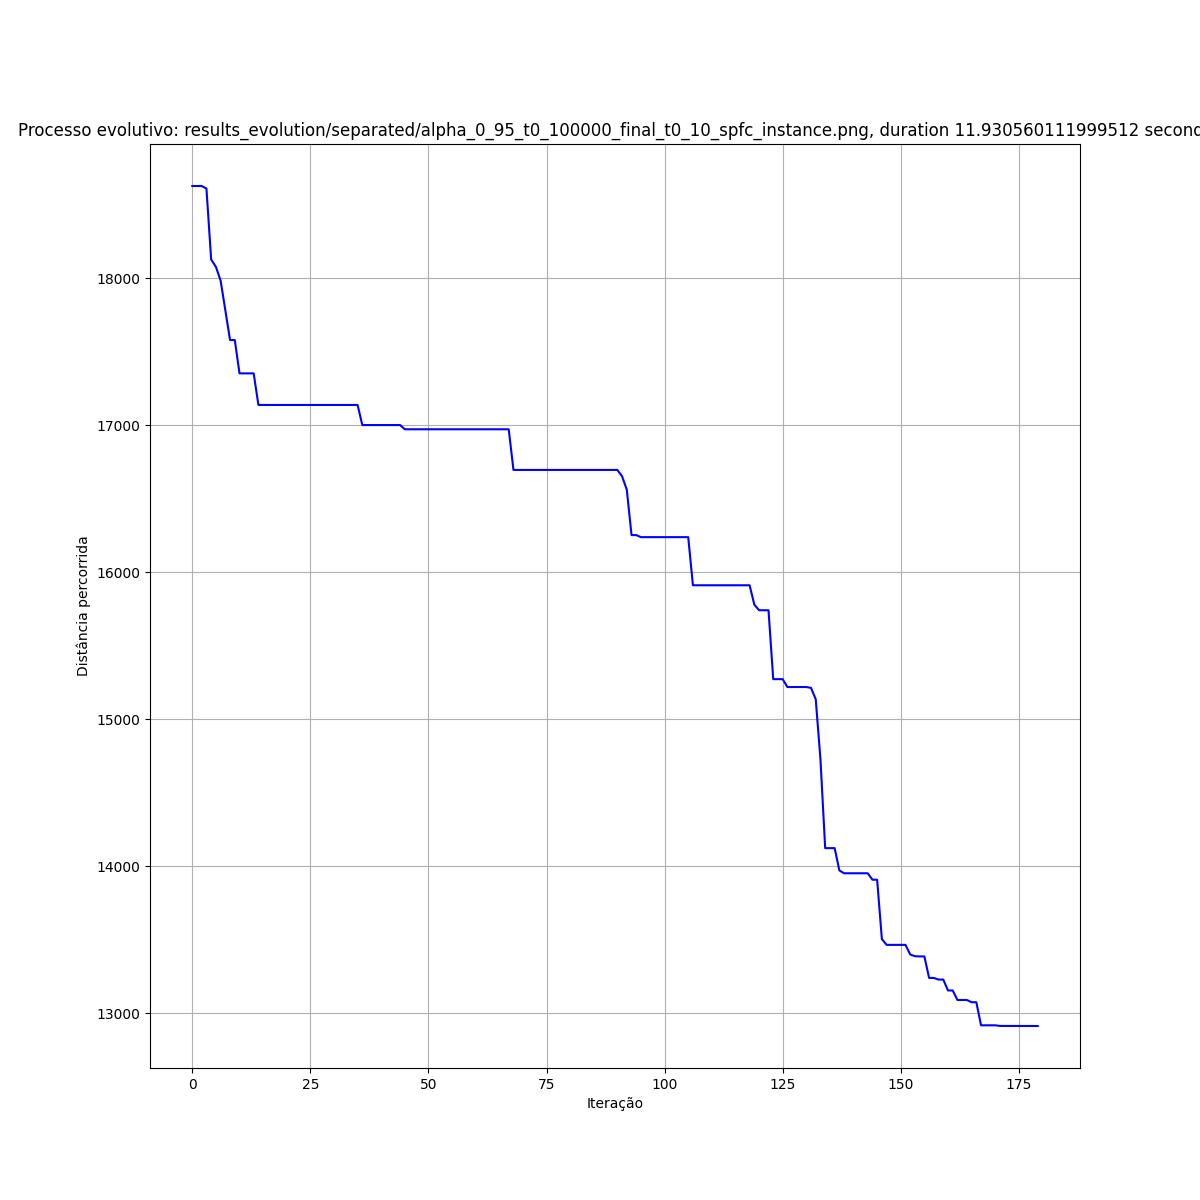 Processo evolutivo: results_evolution/separated/alpha_0_95_t0_100000_final_t0_10_spfc_instance.png, duration 11.930560111999512
18000
17000
16000
15000
14000
13000
Distância percorrida
0 25 50 75 100 125 150 175
Iteração